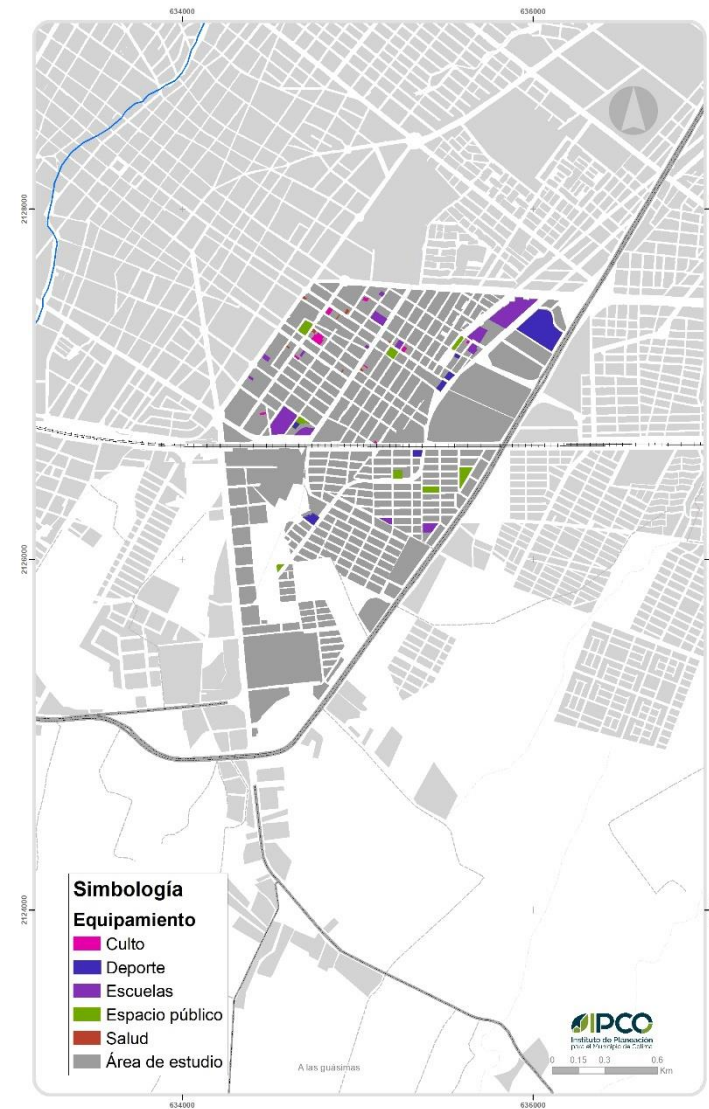 634000
636000
2128000
2126000
2124000
Simbología
Equipamiento
Culto
Deporte
Escuelas
Espacio público
Salud
Área de estudio
A las guásimas
IPCO
Instituto de Planeación
para el Municipio de Colima
0 0.15 0.3 0.6
Km
634000
636000